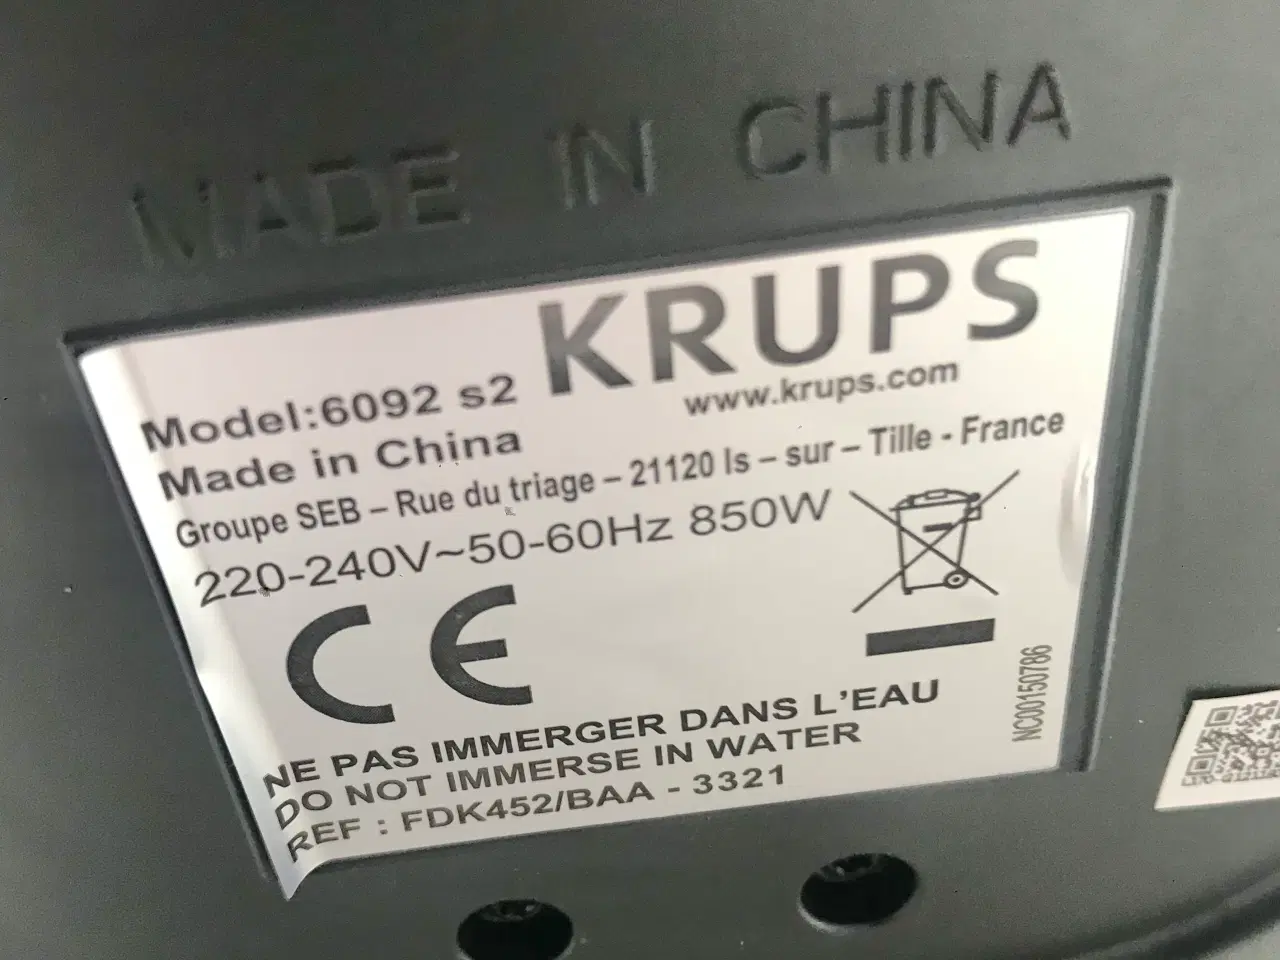 MADE IN CHINA
KRUPS
www.krups.com
Model:6092 s2
Made in China
Groupe SEB – Rue du triage – 21120 Is – sur – Tille - France
220-240V~50-60Hz 850W
CE
NE PAS IMMERGER DANS L'EAU
DO NOT IMMERSE IN WATER
REF : FDK452/BAA - 3321
NC00150786